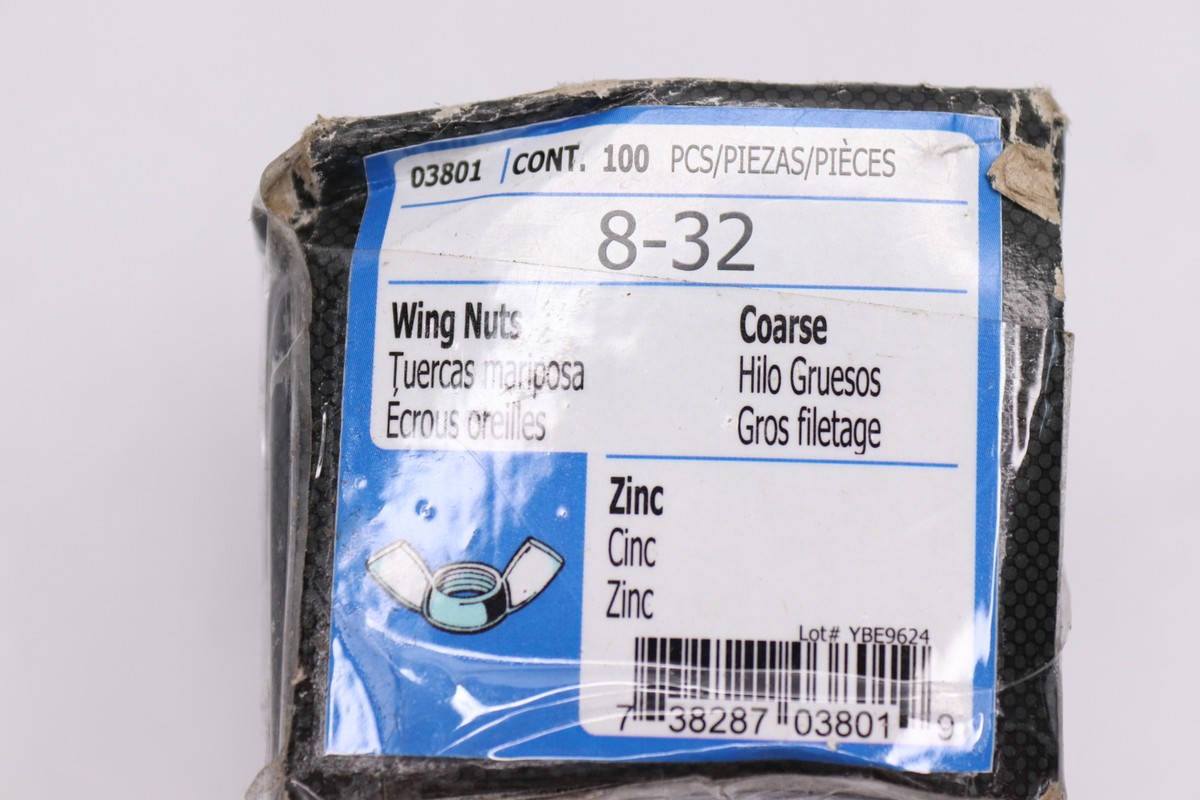 03801 / CONT. 100 PCS/PIEZAS/PIÈCES
8-32
Wing Nuts
Tuercas mariposa
Écrous oreilles
Coarse
Hilo Gruesos
Gros filetage
Zinc
Cinc
Zinc
Lot# YBE9624
7 38287 03801 9